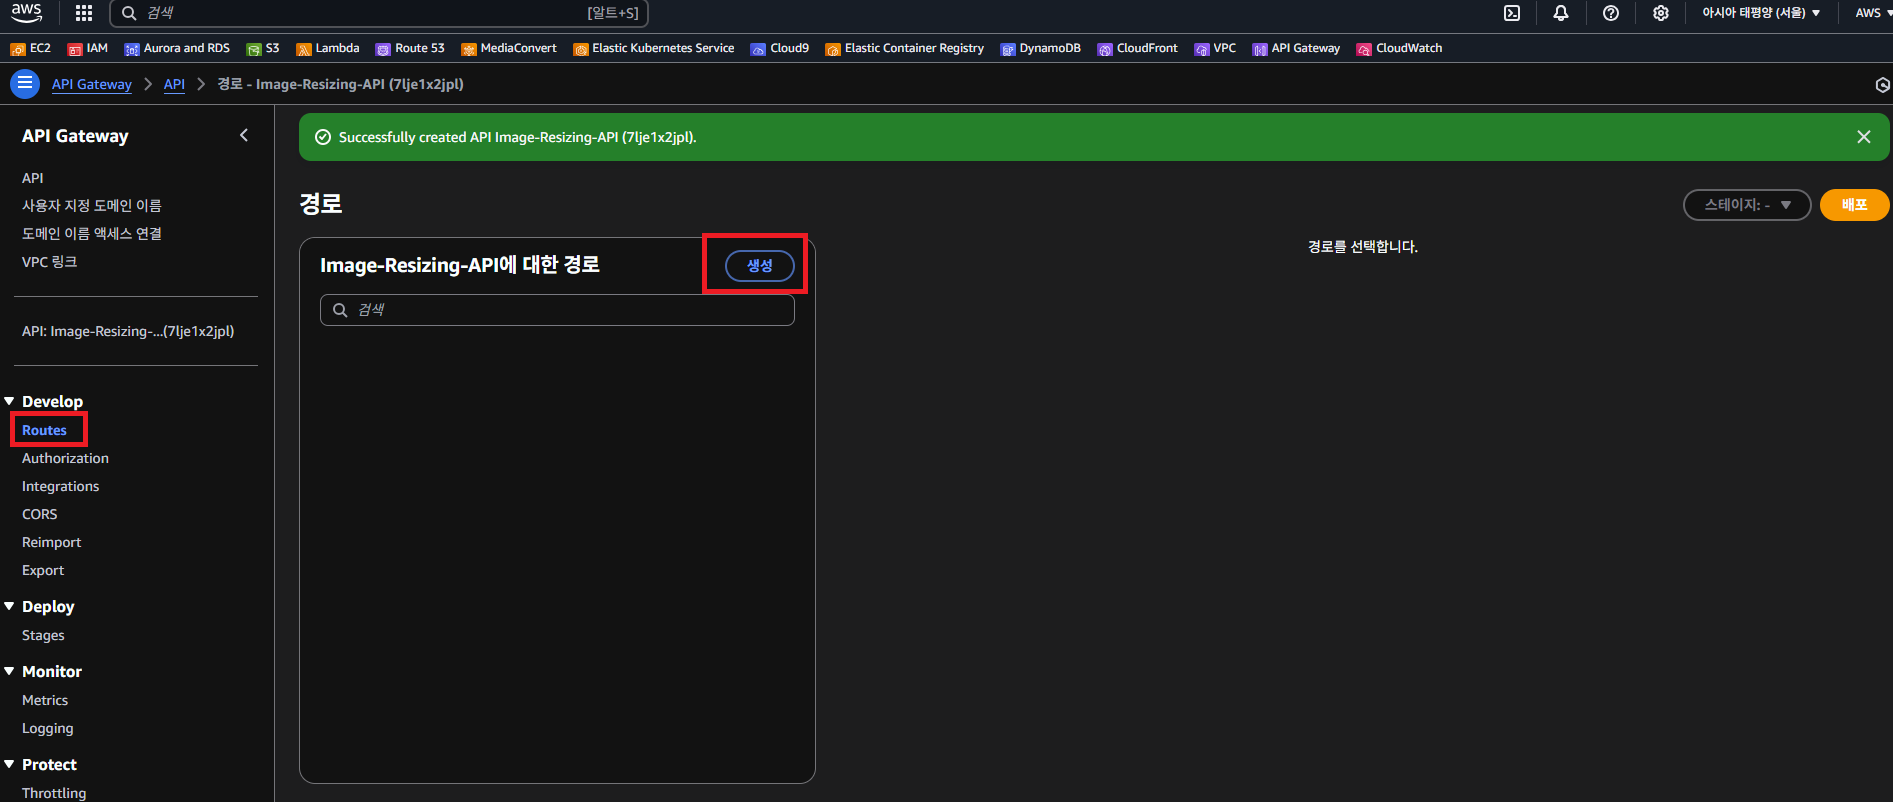 aws
검색
[알트+S]
아시아 태평양 (서울)
AWS
EC2 IAM Aurora and RDS S3 Lambda Route 53 MediaConvert Elastic Kubernetes Service Cloud9 Elastic Container Registry DynamoDB CloudFront VPC API Gateway CloudWatch
API Gateway > API > 경로 - Image-Resizing-API (7lje1x2jpl)
API Gateway
API
사용자 지정 도메인 이름
도메인 이름 액세스 연결
VPC 링크
API: Image-Resizing-...(7lje1x2jpl)
Develop
Routes
Authorization
Integrations
CORS
Reimport
Export
Deploy
Stages
Monitor
Metrics
Logging
Protect
Throttling
Successfully created API Image-Resizing-API (7lje1x2jpl).
경로
스테이지: -
배포
Image-Resizing-API에 대한 경로
생성
검색
경로를 선택합니다.